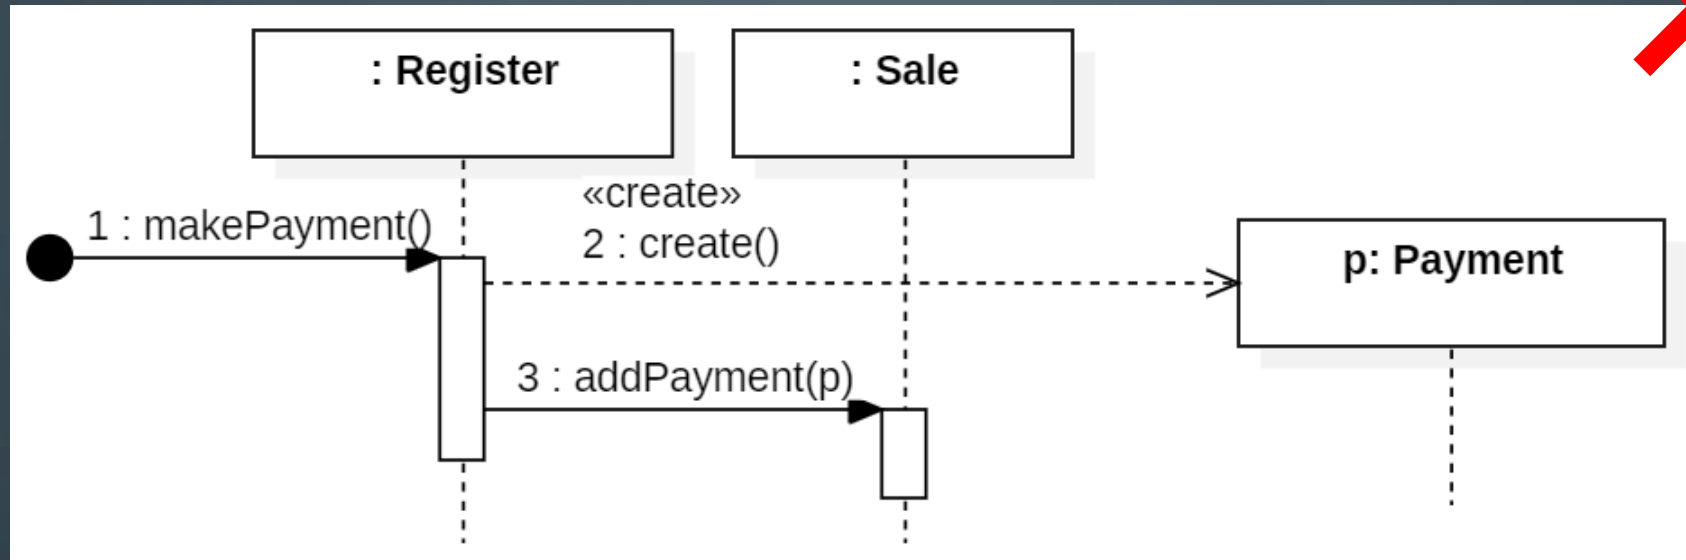 : Register
: Sale
«create»
1 : makePayment()
2 : create()
p: Payment
3 : addPayment(p)